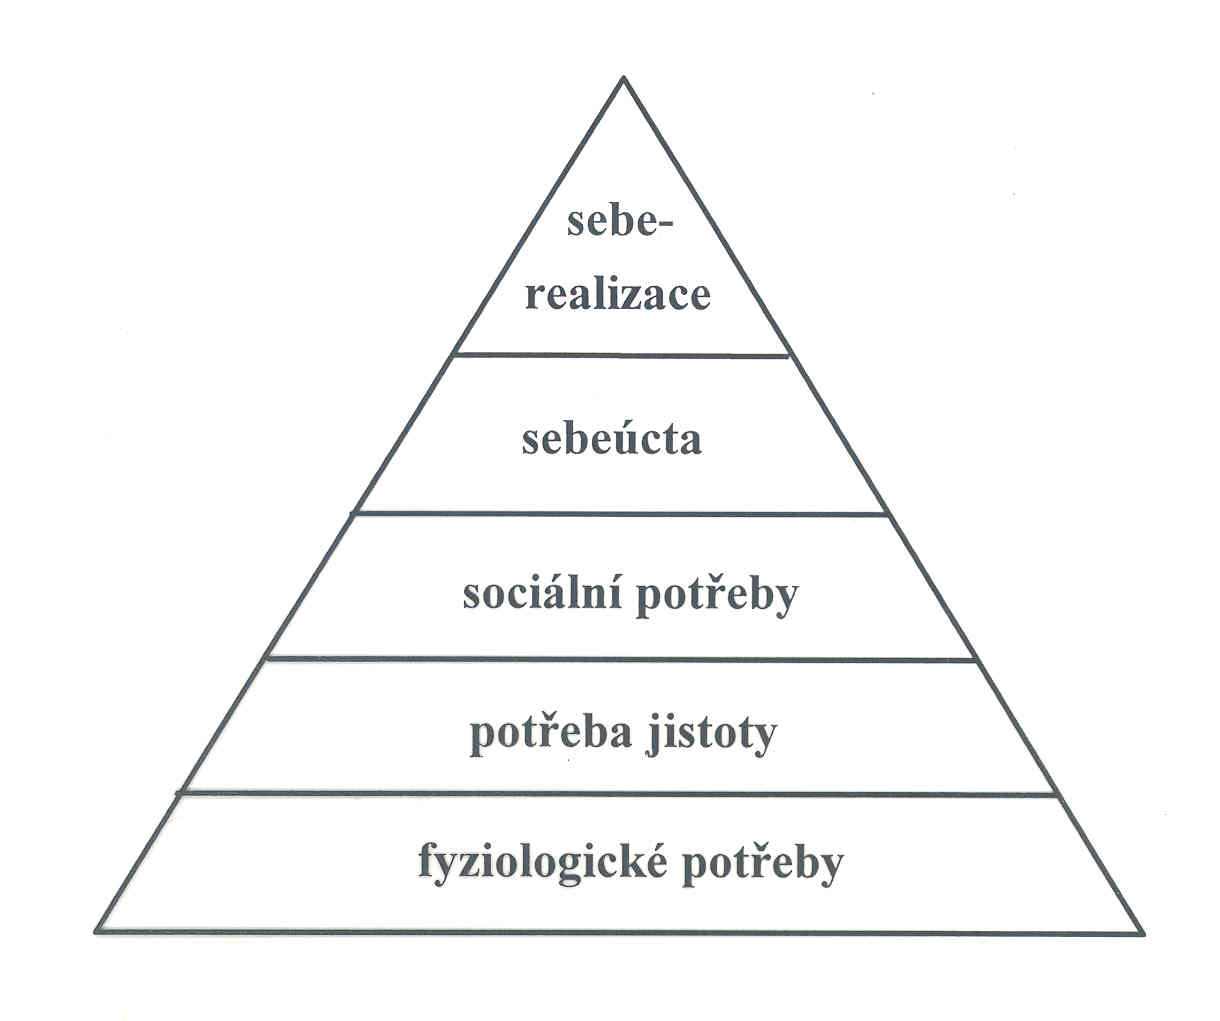 sebe-
realizace
sebeúcta
sociální potřeby
potřeba jistoty
fyziologické potřeby